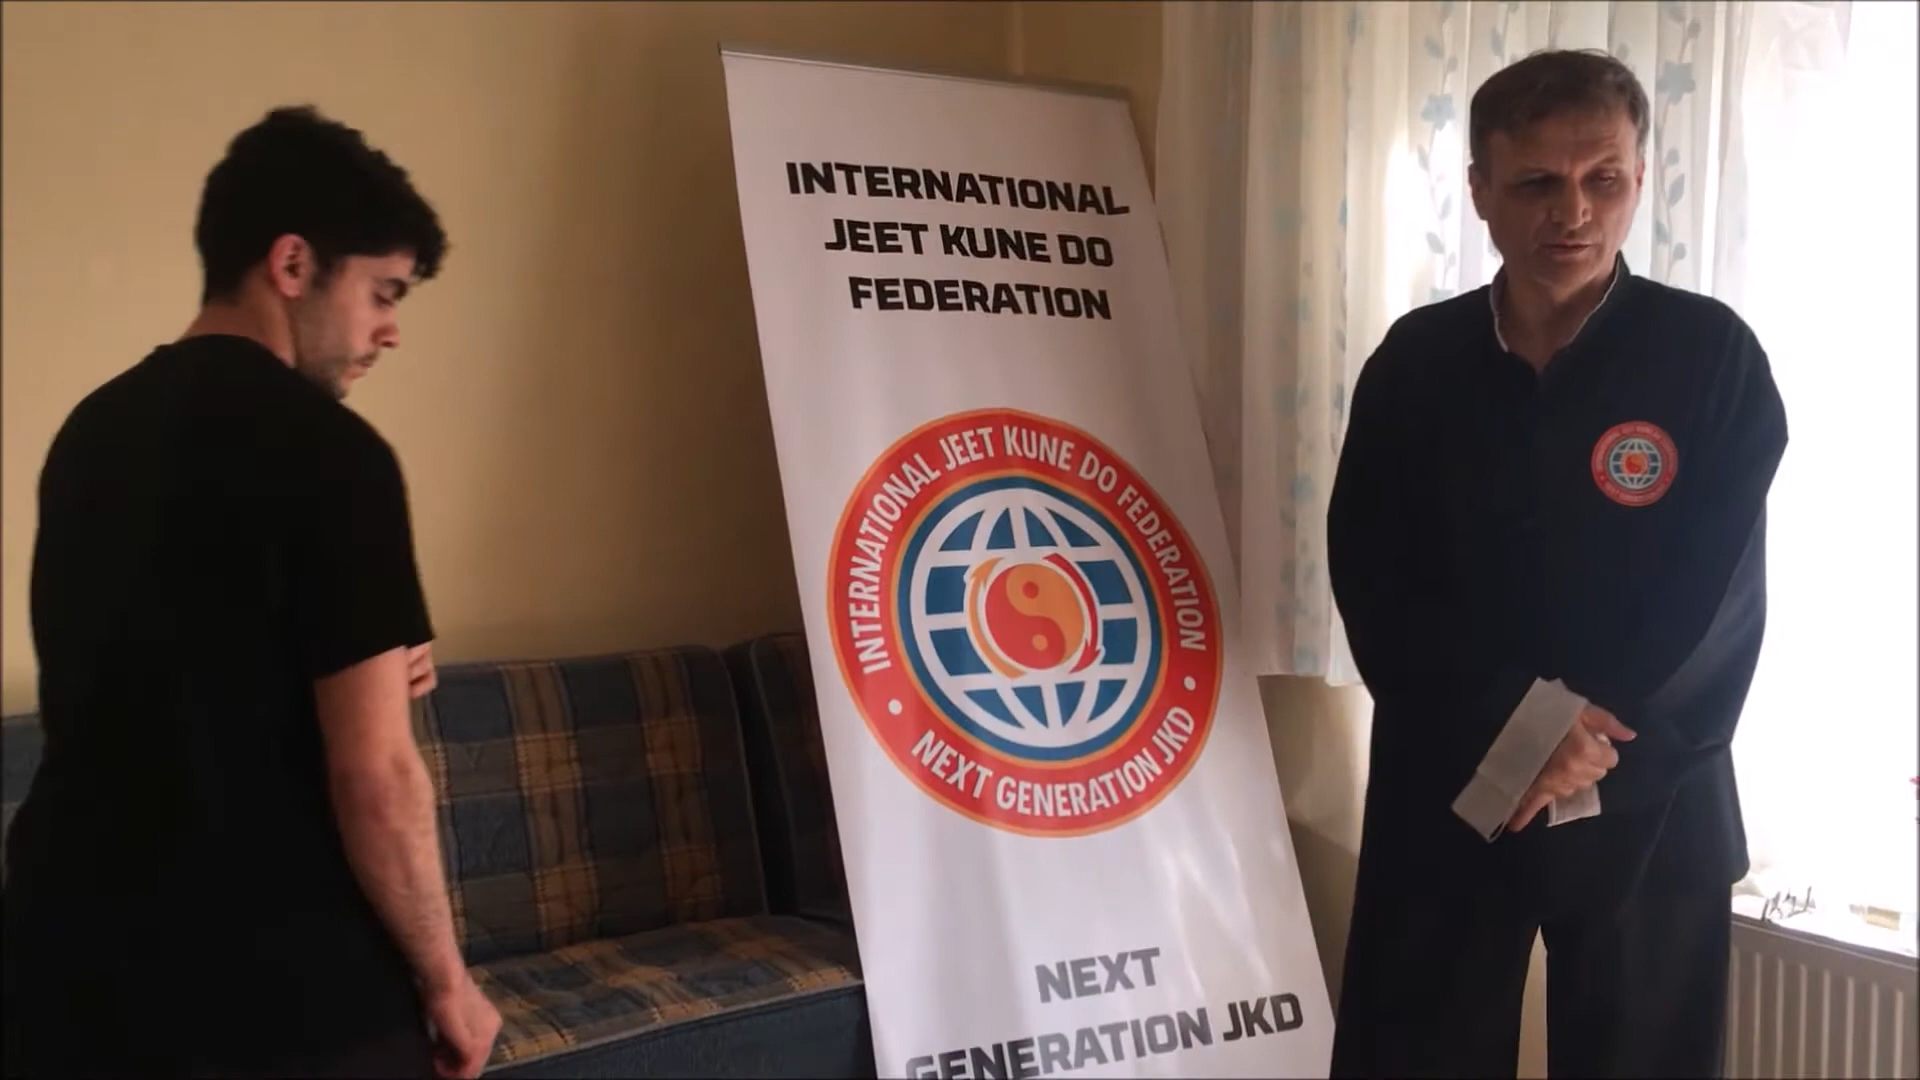 INTERNATIONAL
JEET KUNE DO
FEDERATION
INTERNATIONAL JEET KUNE DO FEDERATION
• NEXT GENERATION JKD •
NEXT
GENERATION JKD